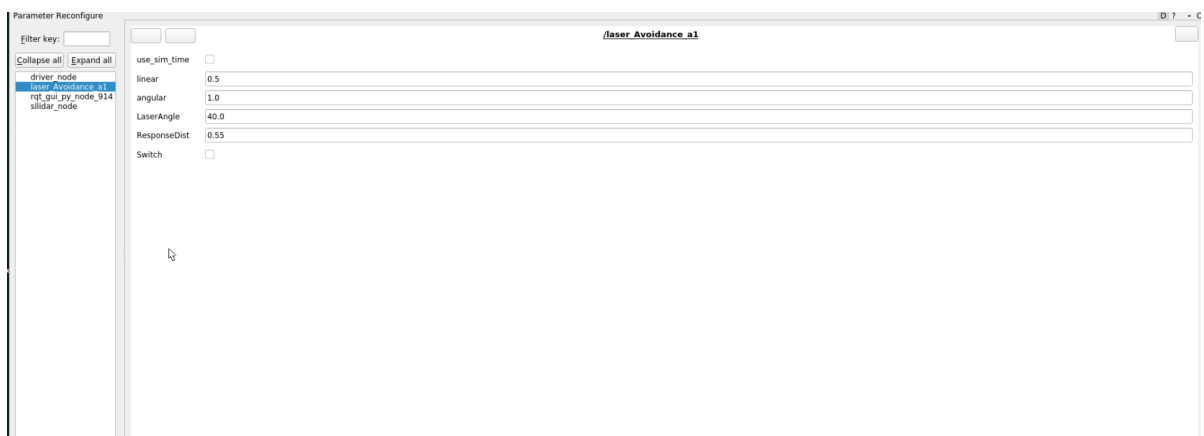 Parameter Reconfigure
D ? - O
Filter key:
Collapse all Expand all
driver_node
laser_Avoidance_a1
rqt_gui_py_node_914
sllidar_node
/laser_Avoidance_a1
use_sim_time
linear 0.5
angular 1.0
LaserAngle 40.0
ResponseDist 0.55
Switch